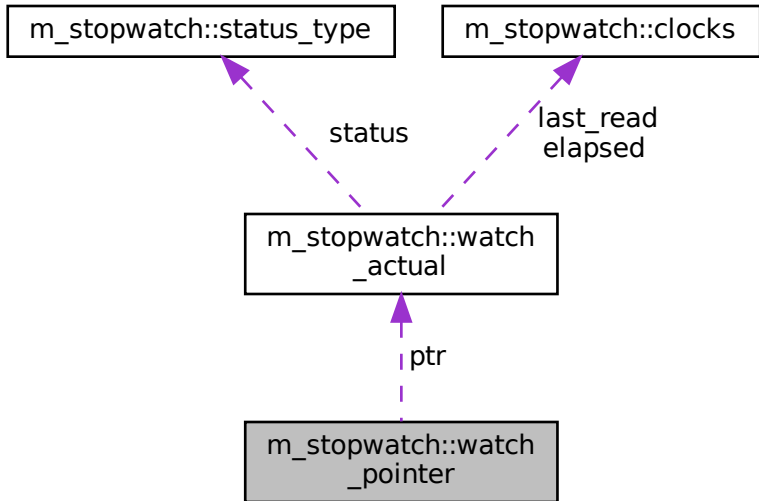 m_stopwatch::status_type
m_stopwatch::clocks
status
last_read
elapsed
m_stopwatch::watch
_actual
ptr
m_stopwatch::watch
_pointer